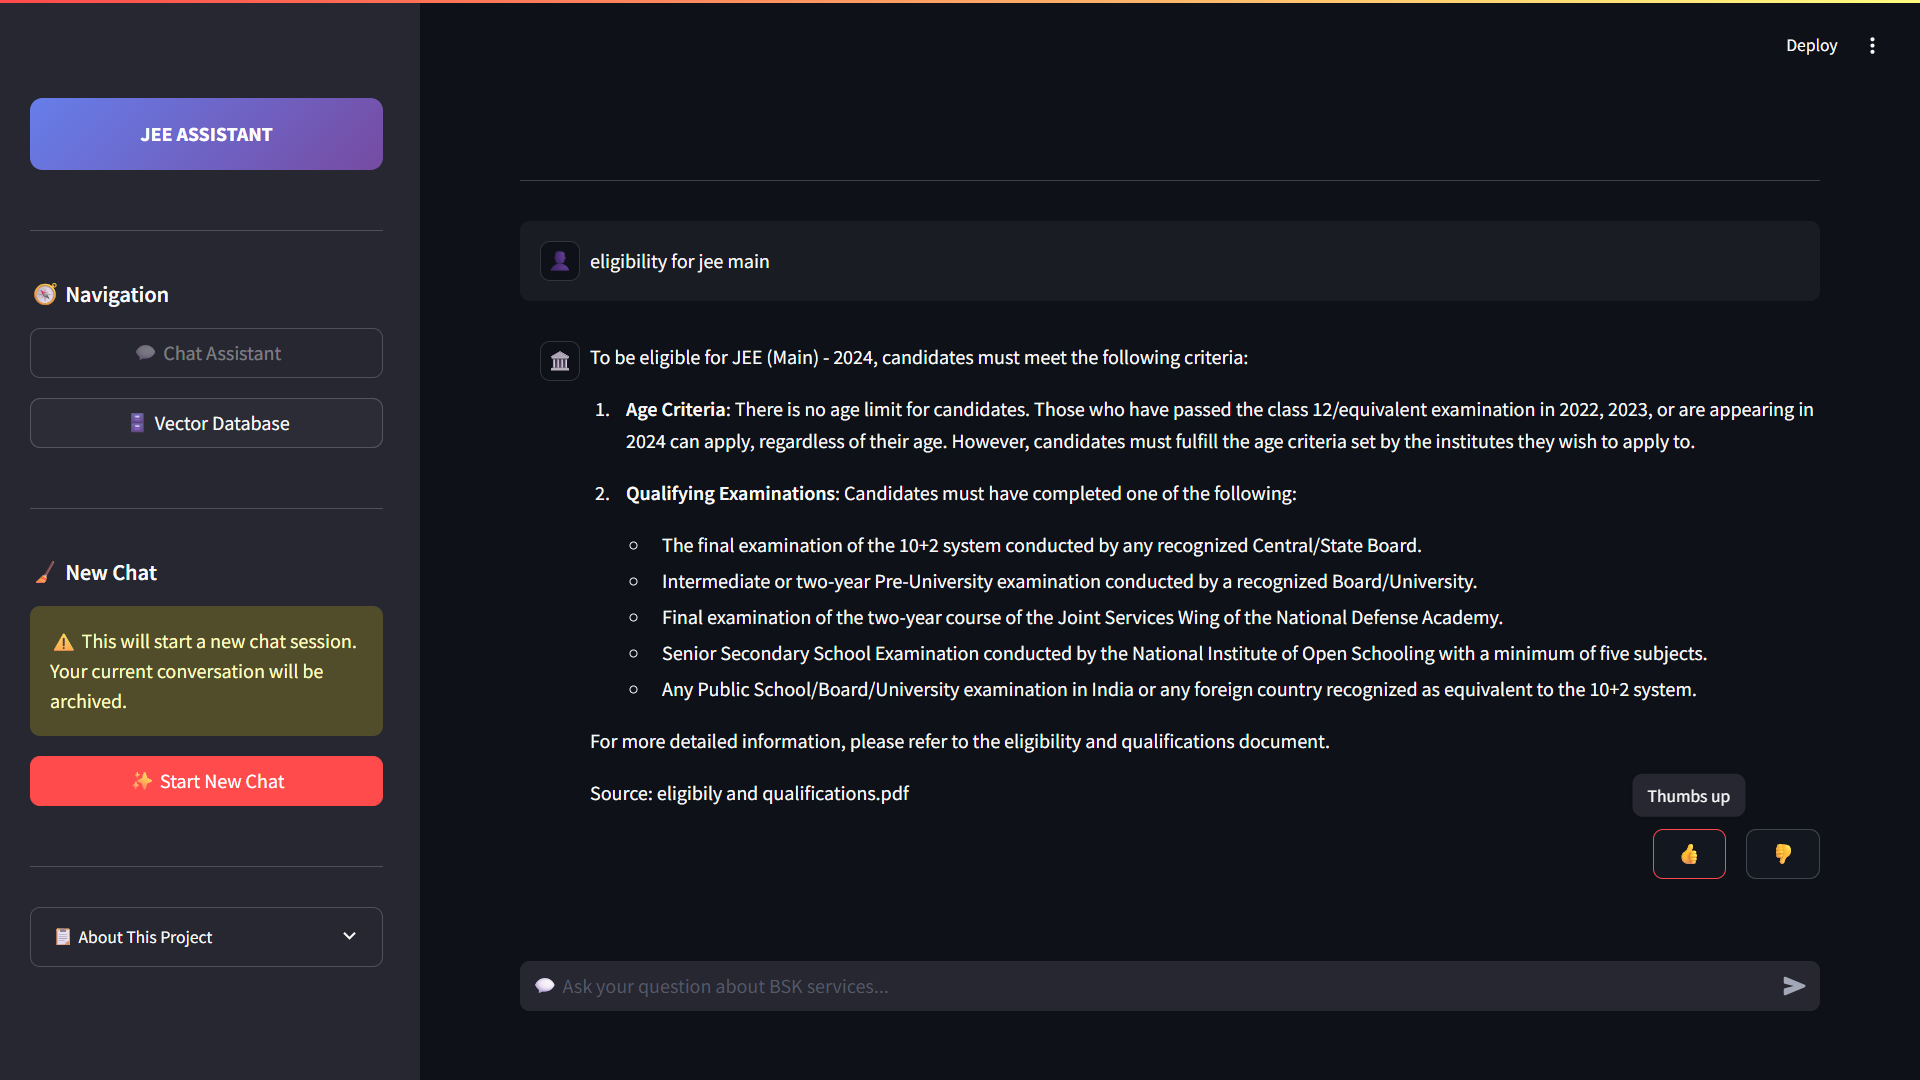 Deploy
JEE ASSISTANT
Navigation
Chat Assistant
Vector Database
New Chat
This will start a new chat session.
Your current conversation will be
archived.
Start New Chat
About This Project
eligibility for jee main
To be eligible for JEE (Main) - 2024, candidates must meet the following criteria:
1. Age Criteria: There is no age limit for candidates. Those who have passed the class 12/equivalent examination in 2022, 2023, or are appearing in
2024 can apply, regardless of their age. However, candidates must fulfill the age criteria set by the institutes they wish to apply to.
2. Qualifying Examinations: Candidates must have completed one of the following:
The final examination of the 10+2 system conducted by any recognized Central/State Board.
Intermediate or two-year Pre-University examination conducted by a recognized Board/University.
Final examination of the two-year course of the Joint Services Wing of the National Defense Academy.
Senior Secondary School Examination conducted by the National Institute of Open Schooling with a minimum of five subjects.
Any Public School/Board/University examination in India or any foreign country recognized as equivalent to the 10+2 system.
For more detailed information, please refer to the eligibility and qualifications document.
Source: eligibily and qualifications.pdf
Thumbs up
Ask your question about BSK services...